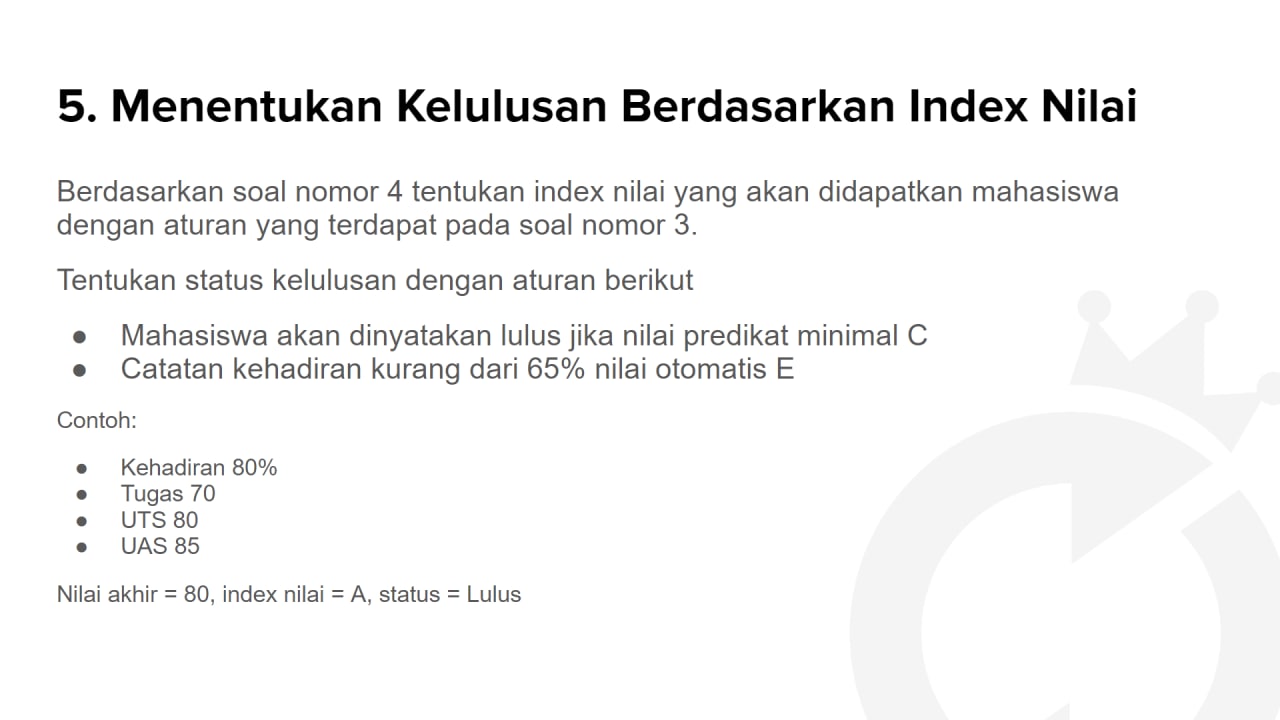 5. Menentukan Kelulusan Berdasarkan Index Nilai
Berdasarkan soal nomor 4 tentukan index nilai yang akan didapatkan mahasiswa
dengan aturan yang terdapat pada soal nomor 3.
Tentukan status kelulusan dengan aturan berikut
● Mahasiswa akan dinyatakan lulus jika nilai predikat minimal C
● Catatan kehadiran kurang dari 65% nilai otomatis E
Contoh:
● Kehadiran 80%
● Tugas 70
● UTS 80
● UAS 85
Nilai akhir = 80, index nilai = A, status = Lulus